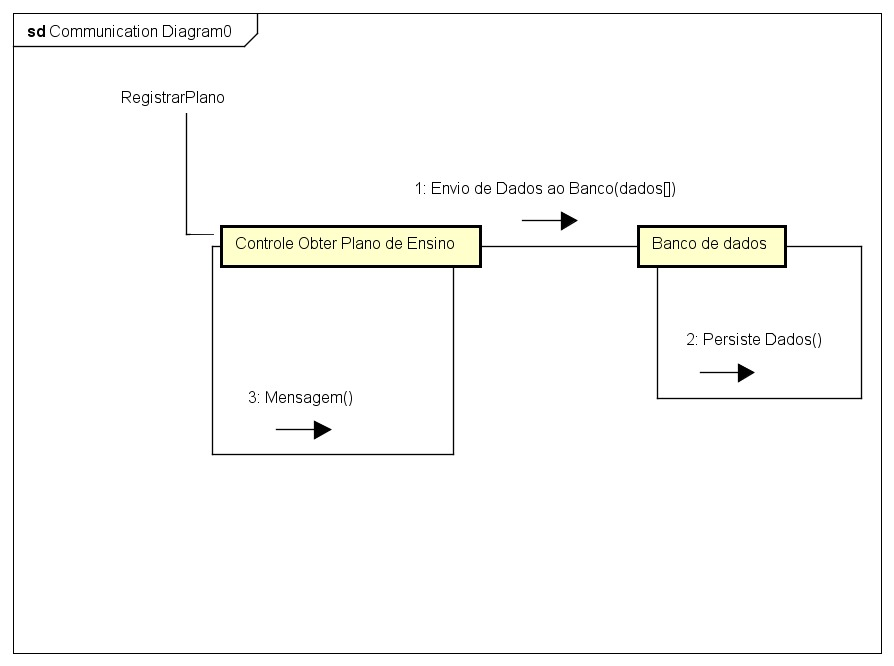 sd Communication Diagram0
RegistrarPlano
1: Envio de Dados ao Banco(dados[])
Controle Obter Plano de Ensino
Banco de dados
2: Persiste Dados()
3: Mensagem()